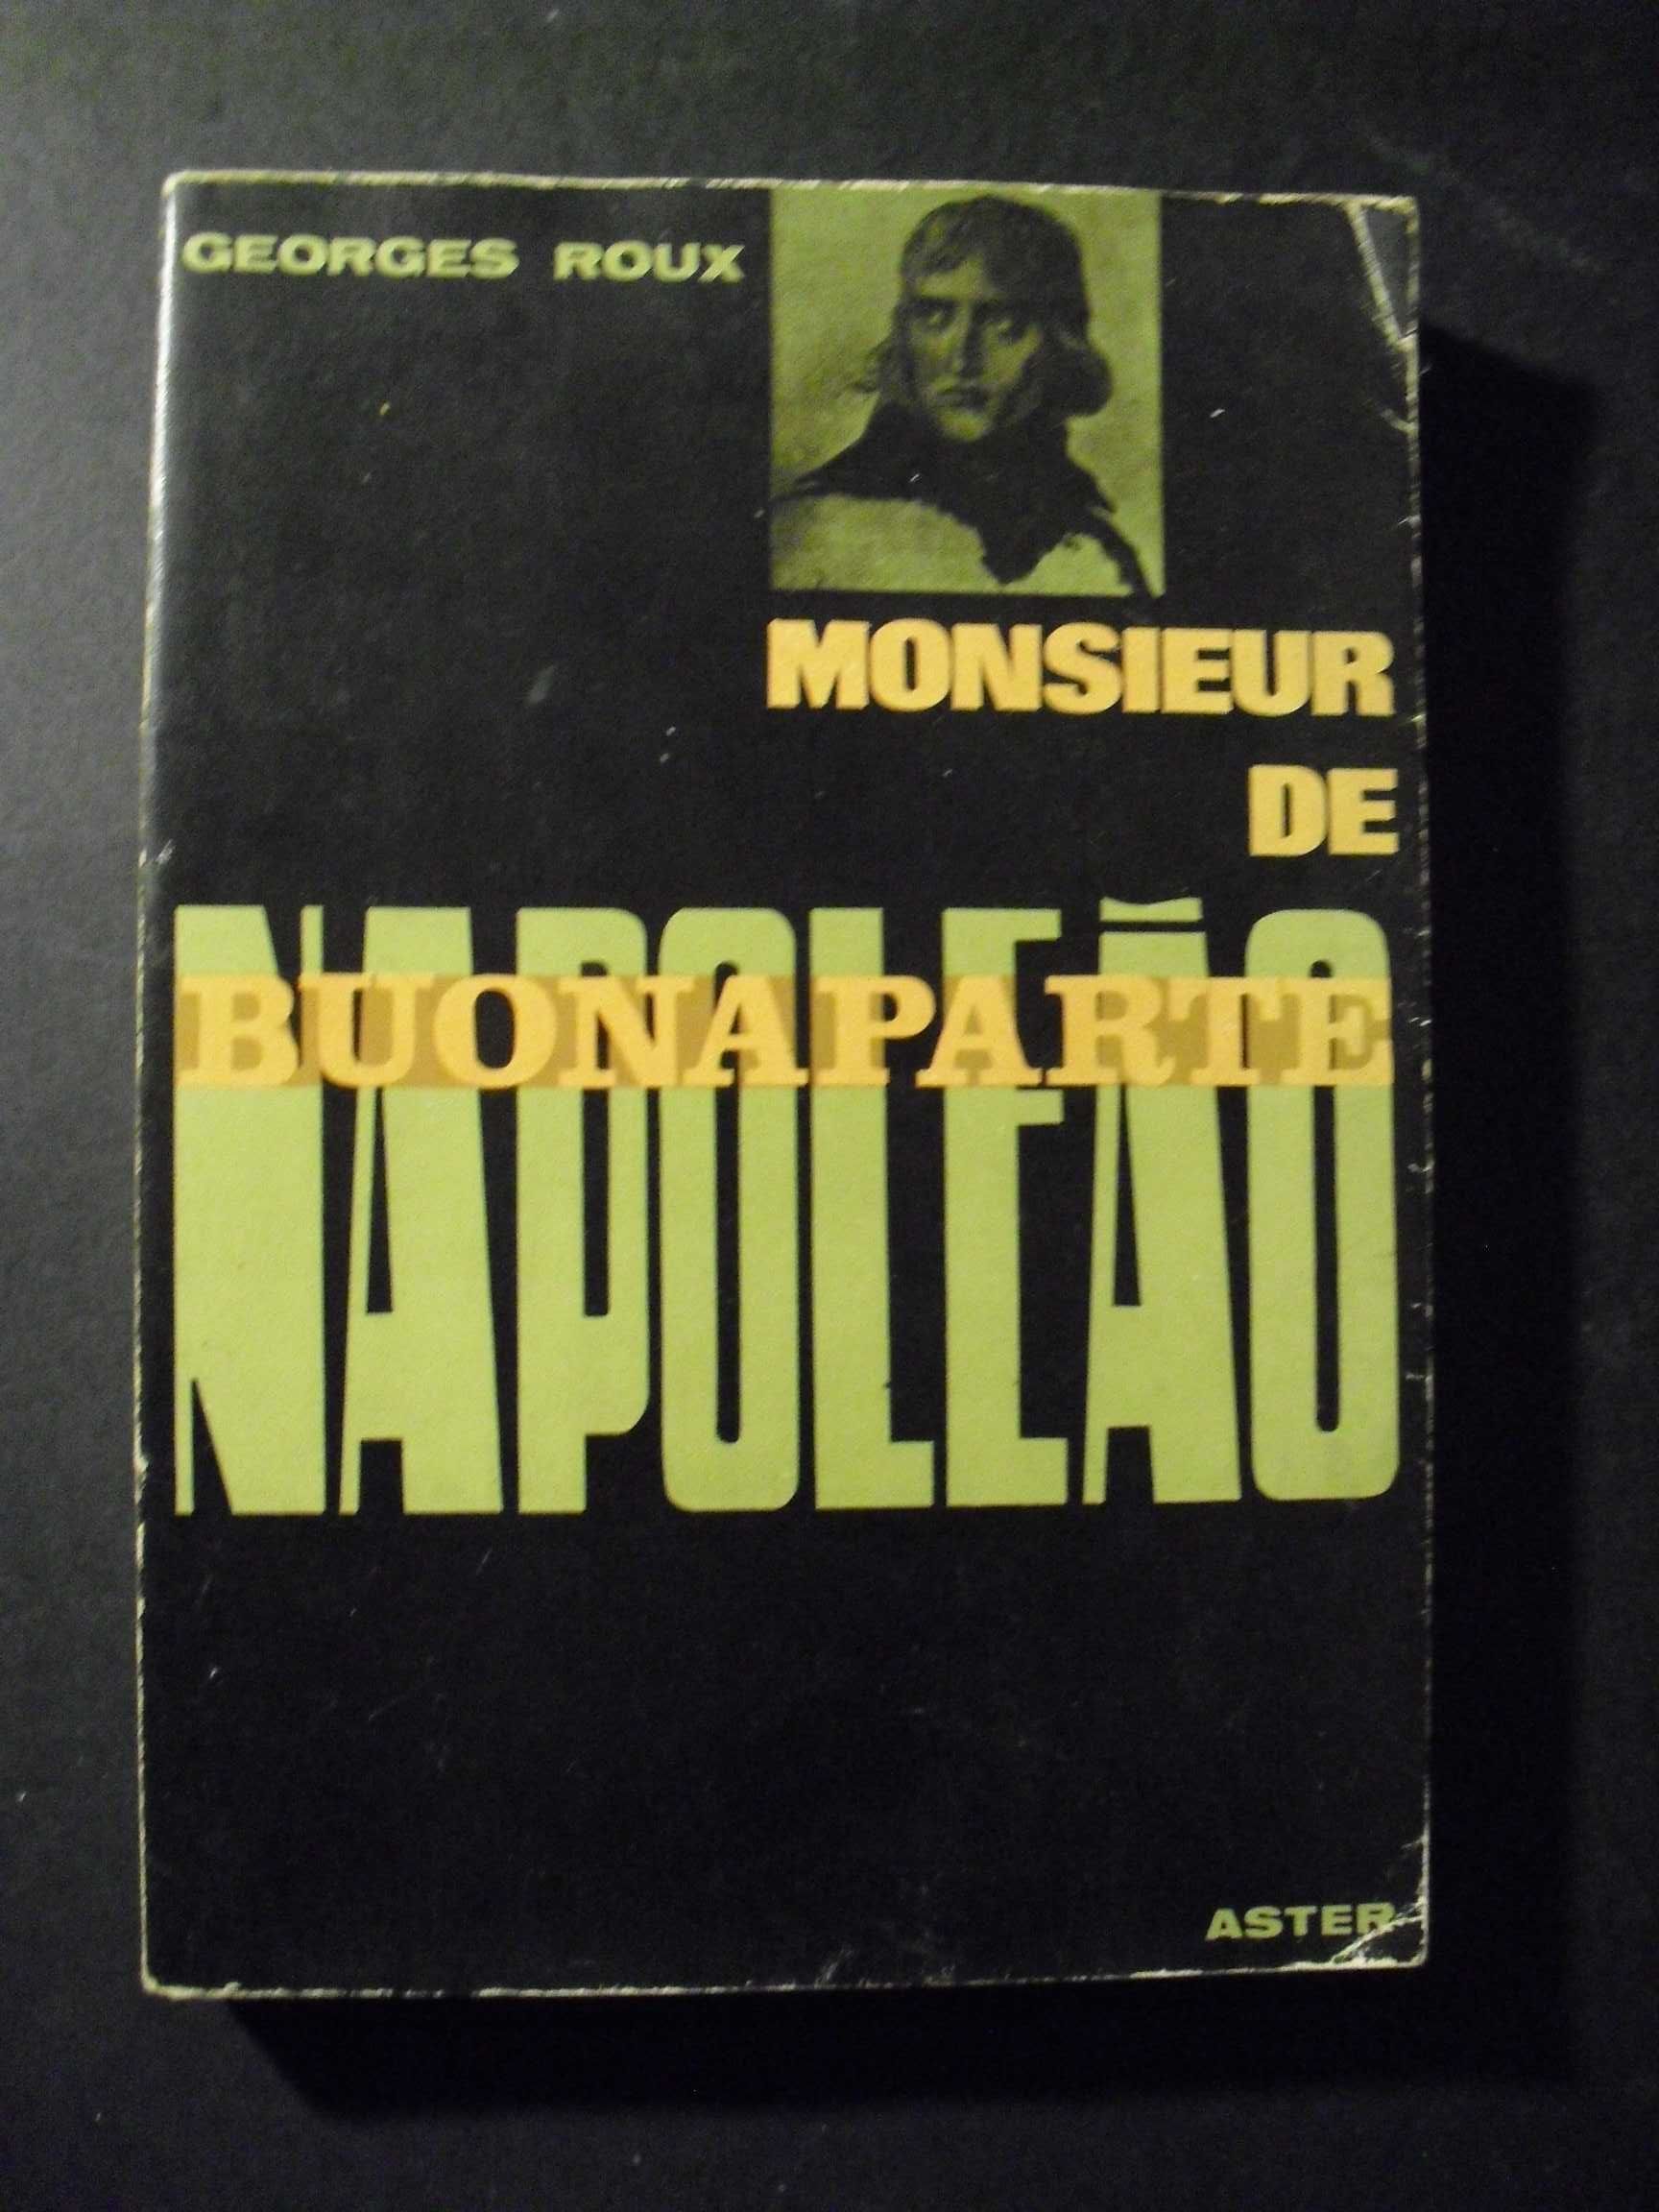 GEORGES ROUX
MONSIEUR
DE
NAPOLEÃO
BUONAPARTE
ASTER